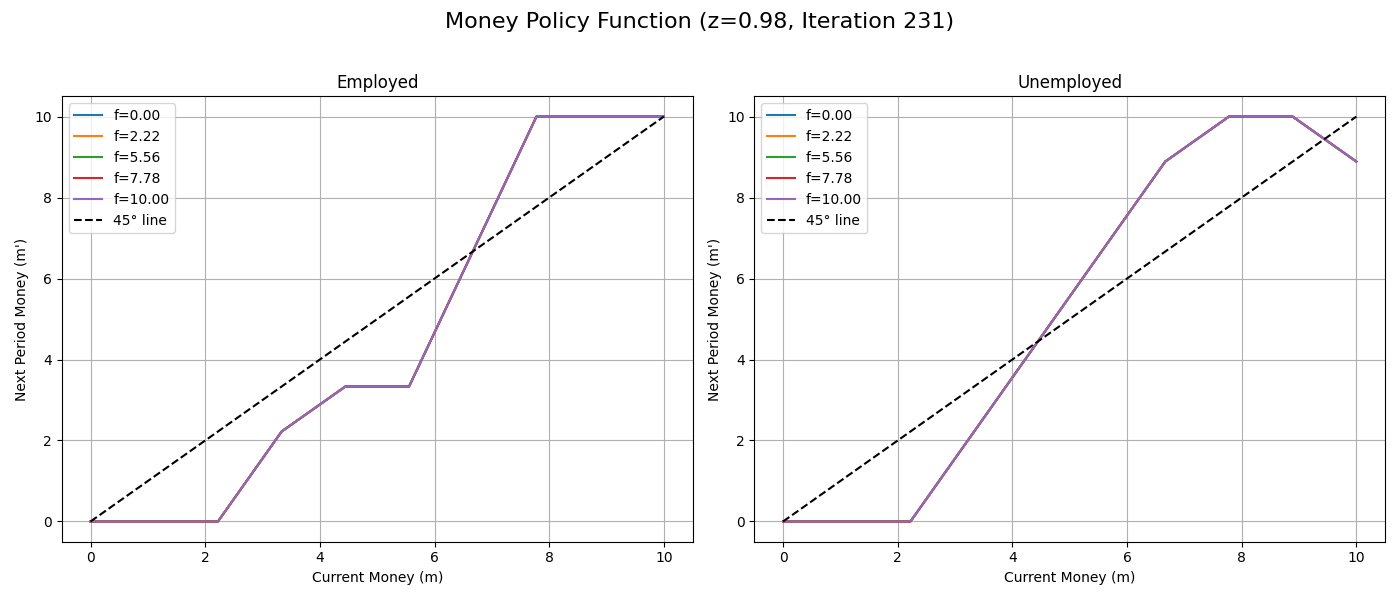 Money Policy Function (z=0.98, Iteration 231)
Employed
f=0.00
f=2.22
f=5.56
f=7.78
f=10.00
45° line
10
8
6
4
2
0
Next Period Money (m')
0 2 4 6 8 10
Current Money (m)
Unemployed
f=0.00
f=2.22
f=5.56
f=7.78
f=10.00
45° line
10
8
6
4
2
0
Next Period Money (m')
0 2 4 6 8 10
Current Money (m)